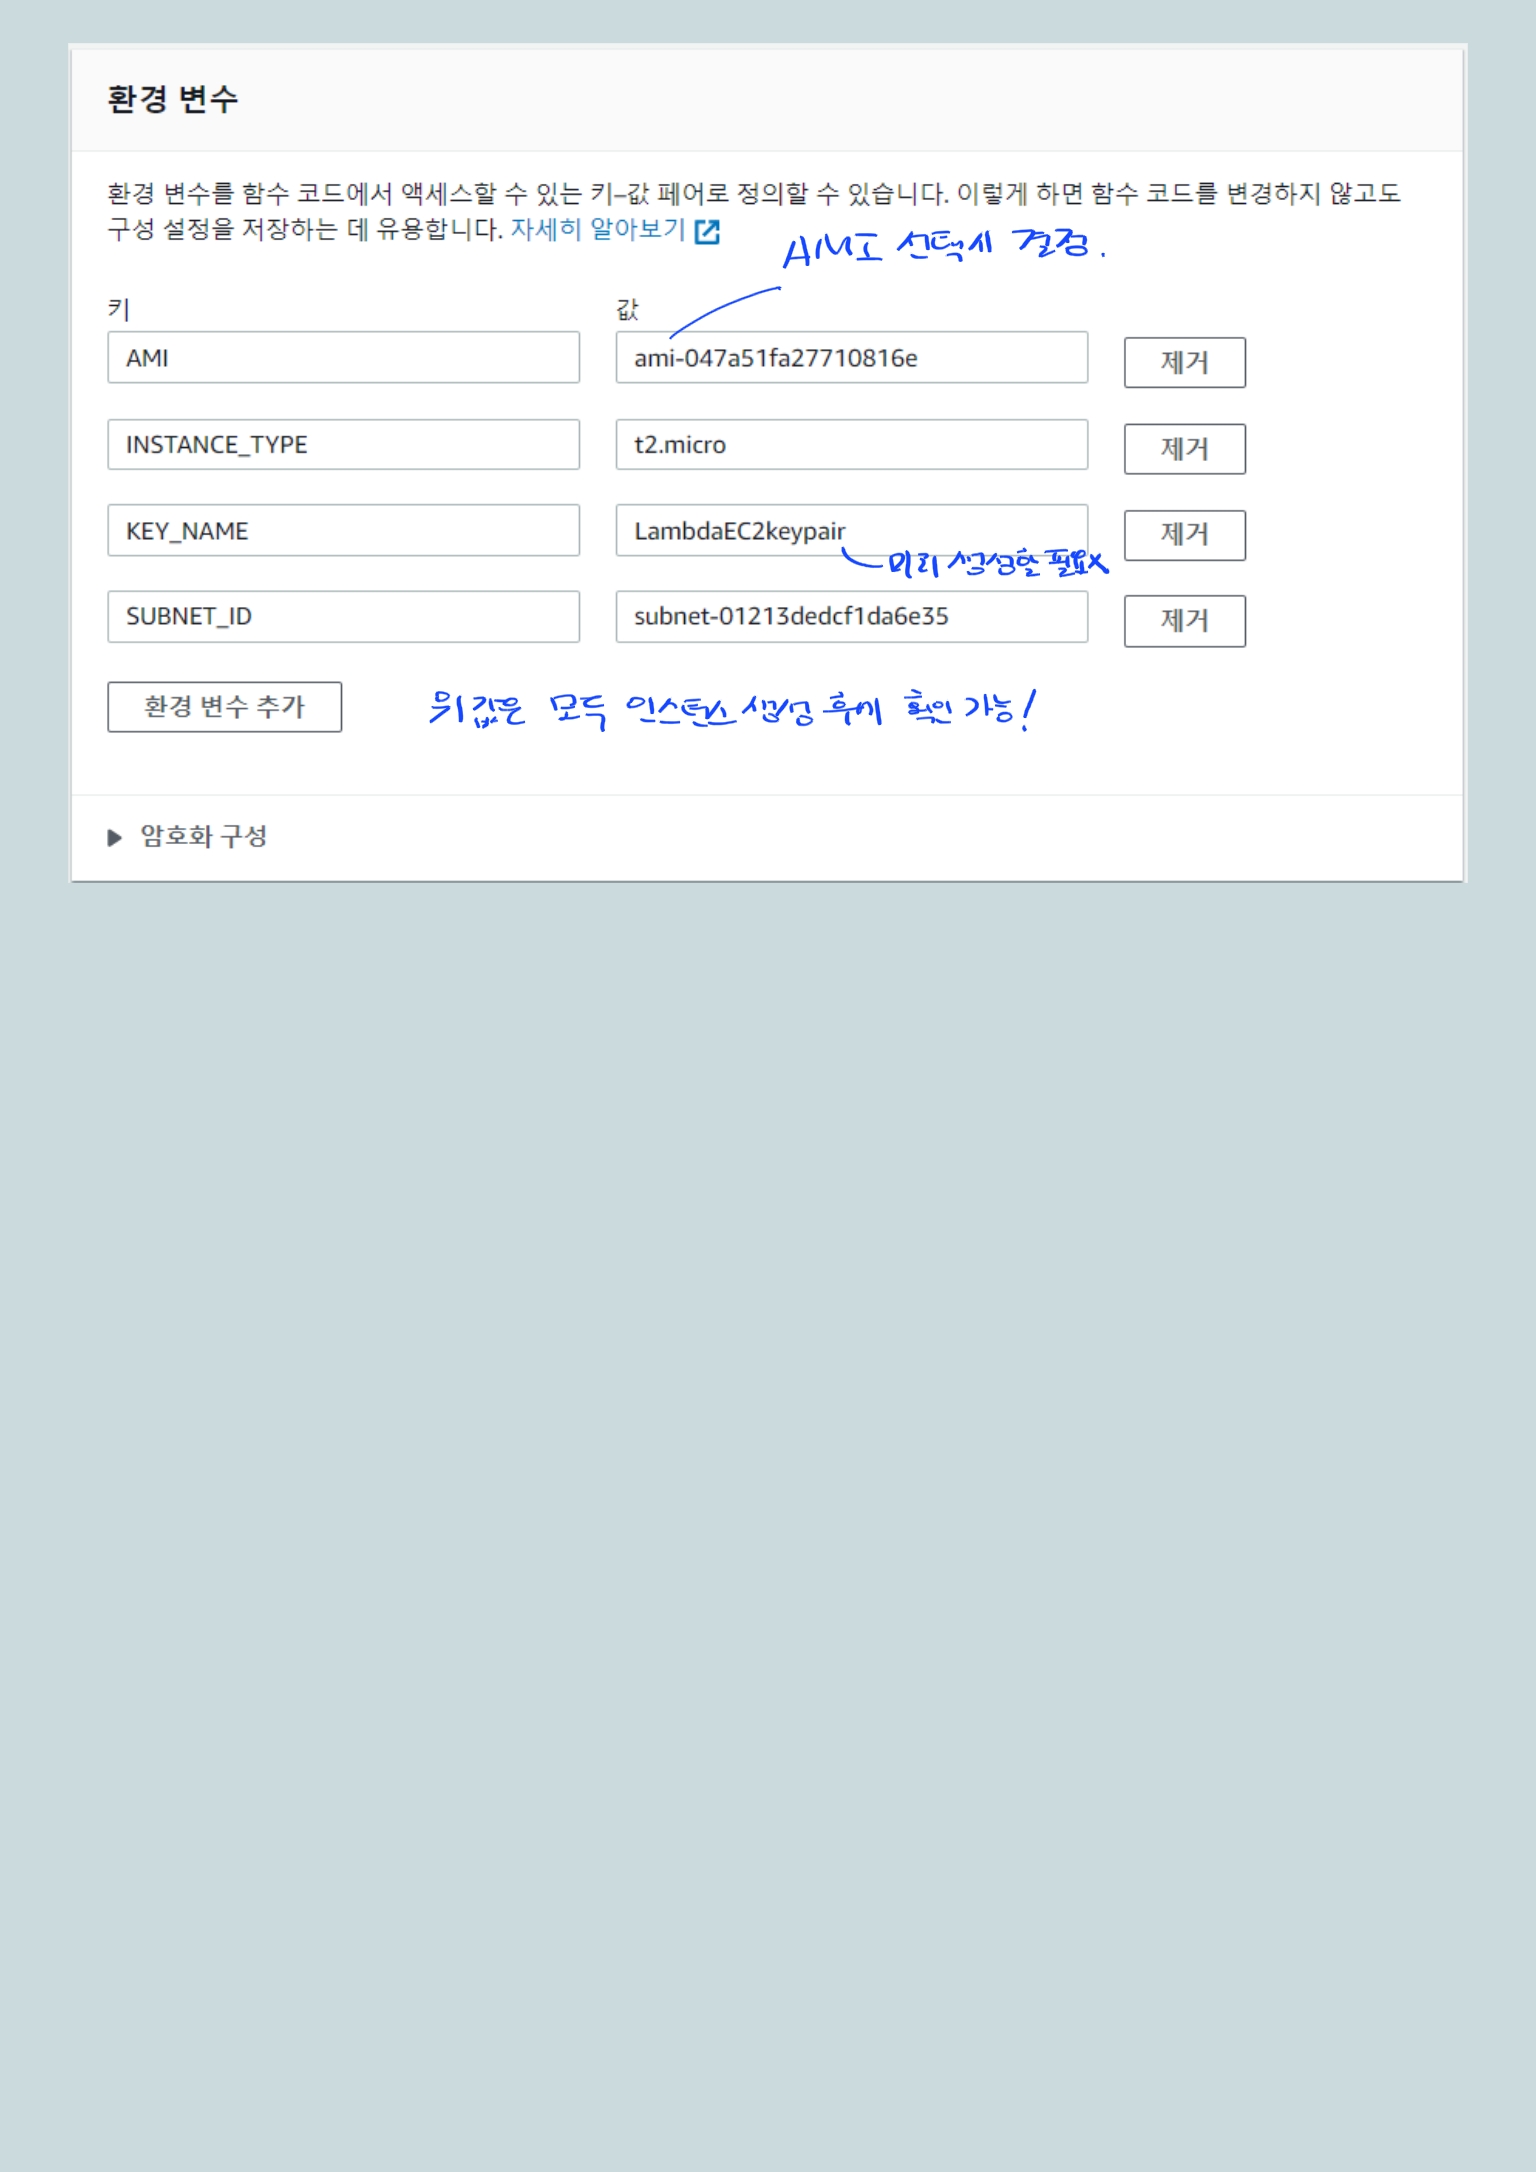 환경 변수
환경 변수를 함수 코드에서 액세스할 수 있는 키–값 페어로 정의할 수 있습니다. 이렇게 하면 함수 코드를 변경하지 않고도
구성 설정을 저장하는 데 유용합니다. 자세히 알아보기
AMI 선택시 결정.
키 값
AMI ami-047a51fa27710816e 제거
INSTANCE_TYPE t2.micro 제거
KEY_NAME LambdaEC2keypair 제거
미리 생성할 필요X
SUBNET_ID subnet-01213dedcf1da6e35 제거
환경 변수 추가 위 값은 모두 인스턴스 생성 후에 확인 가능!
암호화 구성